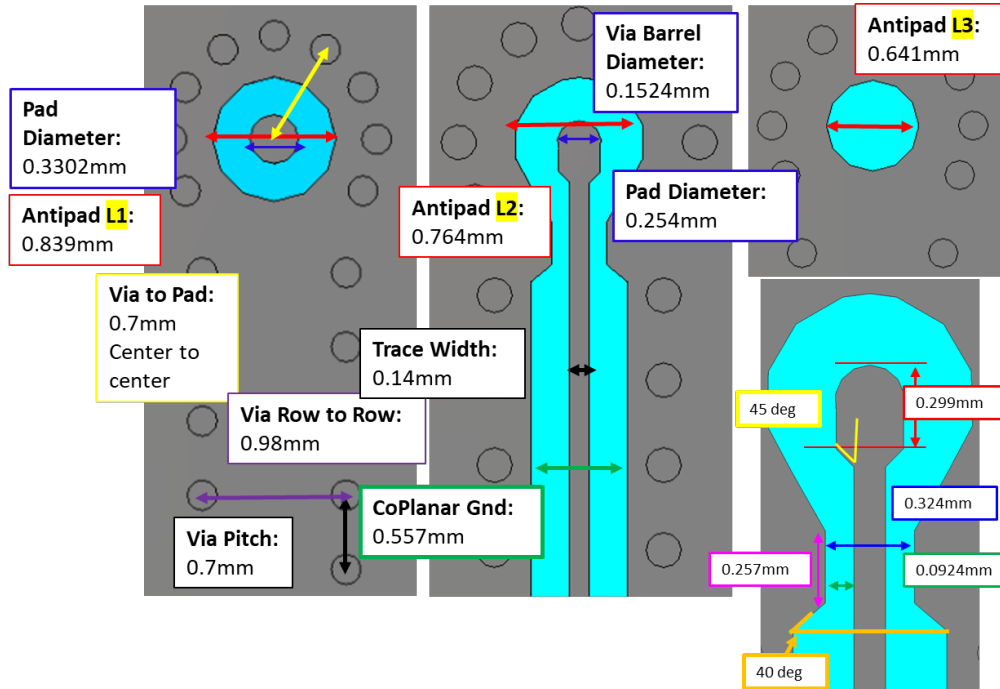 Pad
Diameter:
0.3302mm
Antipad L1:
0.839mm
Via to Pad:
0.7mm
Center to
center
Via Row to Row:
0.98mm
Via Pitch:
0.7mm
Via Barrel
Diameter:
0.1524mm
Antipad L2:
0.764mm
Pad Diameter:
0.254mm
Trace Width:
0.14mm
CoPlanar Gnd:
0.557mm
Antipad L3:
0.641mm
45 deg
0.299mm
0.324mm
0.257mm
0.0924mm
40 deg